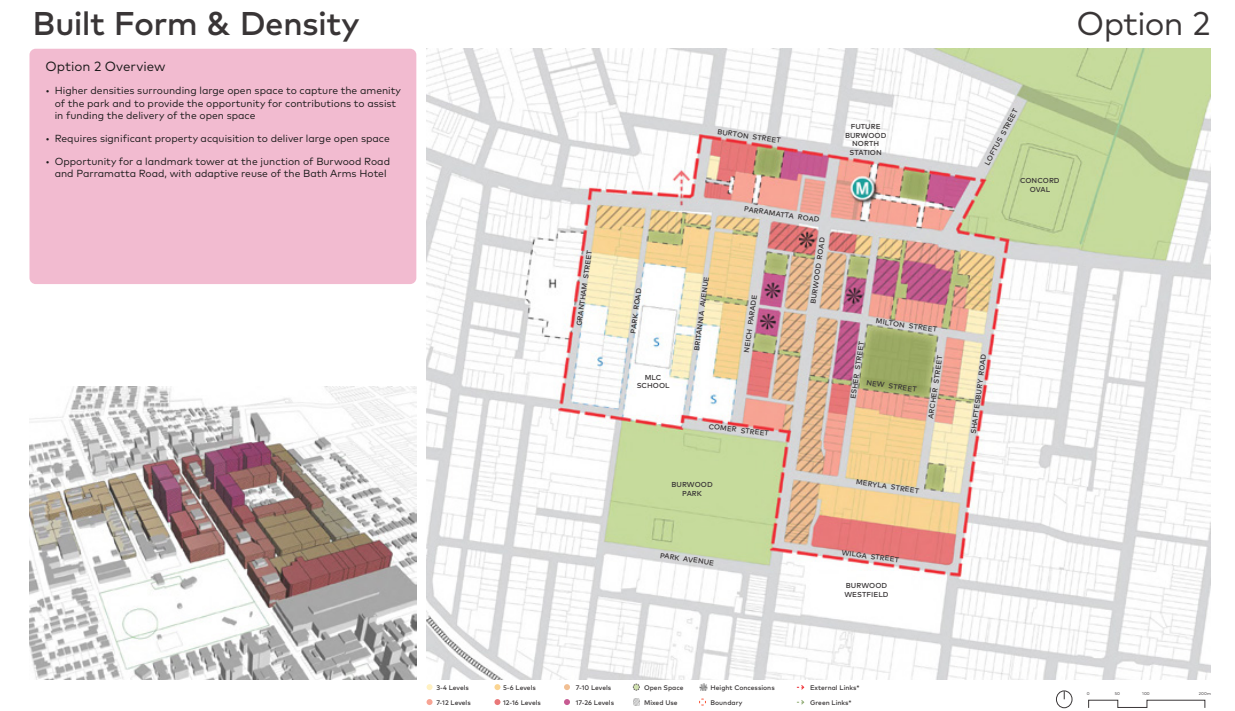 Built Form & Density
Option 2
Option 2 Overview
• Higher densities surrounding large open space to capture the amenity
of the park and to provide the opportunity for contributions to assist
in funding the delivery of the open space
• Requires significant property acquisition to deliver large open space
• Opportunity for a landmark tower at the junction of Burwood Road
and Parramatta Road, with adaptive reuse of the Bath Arms Hotel
BURTON STREET
FUTURE
BURWOOD
NORTH
STATION
LOFTUS STREET
CONCORD
OVAL
M
PARRAMATTA ROAD
H
GRANTHAM STREET
PARK ROAD
BRITANNIA AVENUE
NEICH PARADE
BURWOOD ROAD
MILTON STREET
S
S
S
MLC
SCHOOL
ESHER STREET
NEW STREET
ARCHER STREET
SHAFTESBURY ROAD
COMER STREET
BURWOOD
PARK
MERYLA STREET
PARK AVENUE
WILGA STREET
BURWOOD
WESTFIELD
3-4 Levels
5-6 Levels
7-10 Levels
Open Space
Height Concessions
External Links*
7-12 Levels
12-16 Levels
17-26 Levels
Mixed Use
Boundary
Green Links*
0
50
100
200m